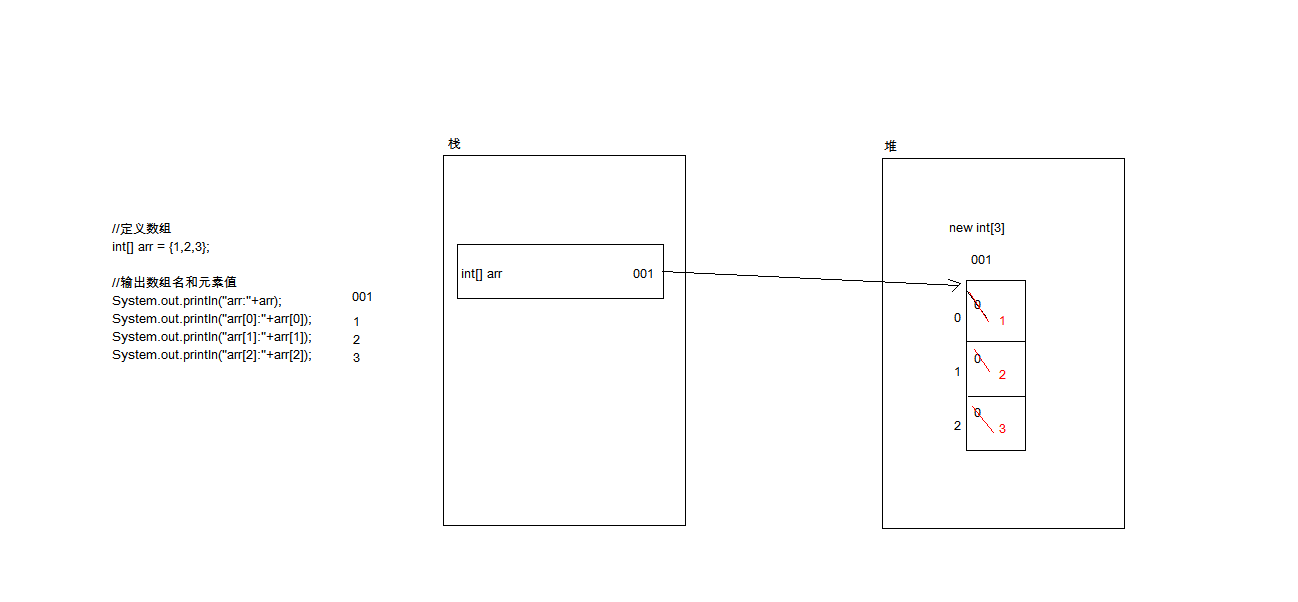 栈
堆
//定义数组
int[] arr = {1,2,3};
//输出数组名和元素值
System.out.println("arr:"+arr); 001
System.out.println("arr[0]:"+arr[0]); 1
System.out.println("arr[1]:"+arr[1]); 2
System.out.println("arr[2]:"+arr[2]); 3
int[] arr 001
new int[3]
001
0 0 1
1 0 2
2 0 3